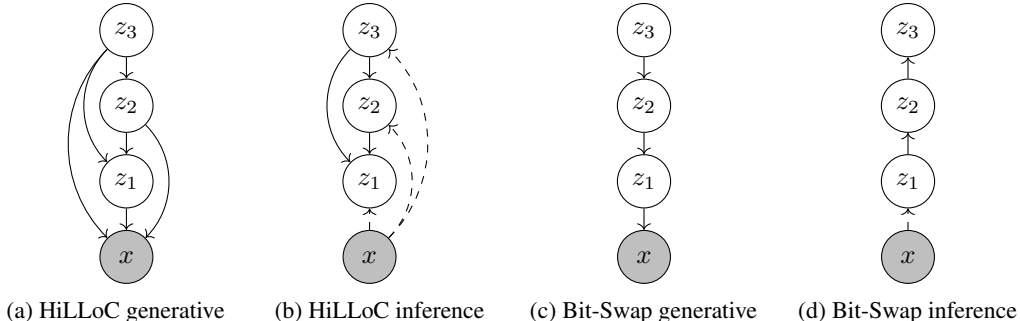 z₃ z₃ z₃ z₃
z₂ z₂ z₂ z₂
z₁ z₁ z₁ z₁
x x x x
(a) HiLLoC generative (b) HiLLoC inference (c) Bit-Swap generative (d) Bit-Swap inference